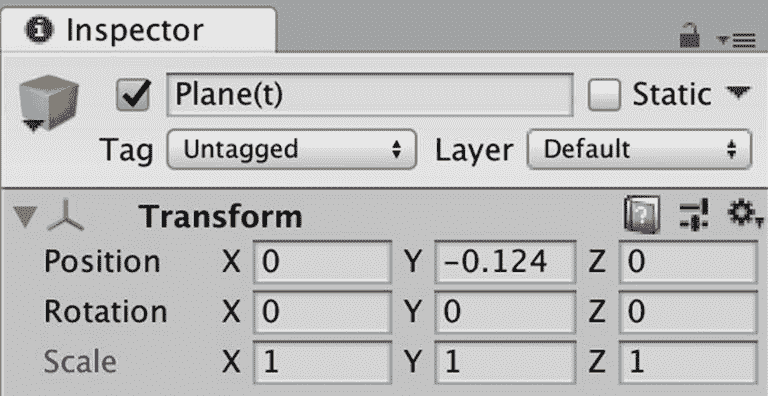 Inspector
Plane(t) Static
Tag Untagged Layer Default
Transform
Position X 0 Y -0.124 Z 0
Rotation X 0 Y 0 Z 0
Scale X 1 Y 1 Z 1